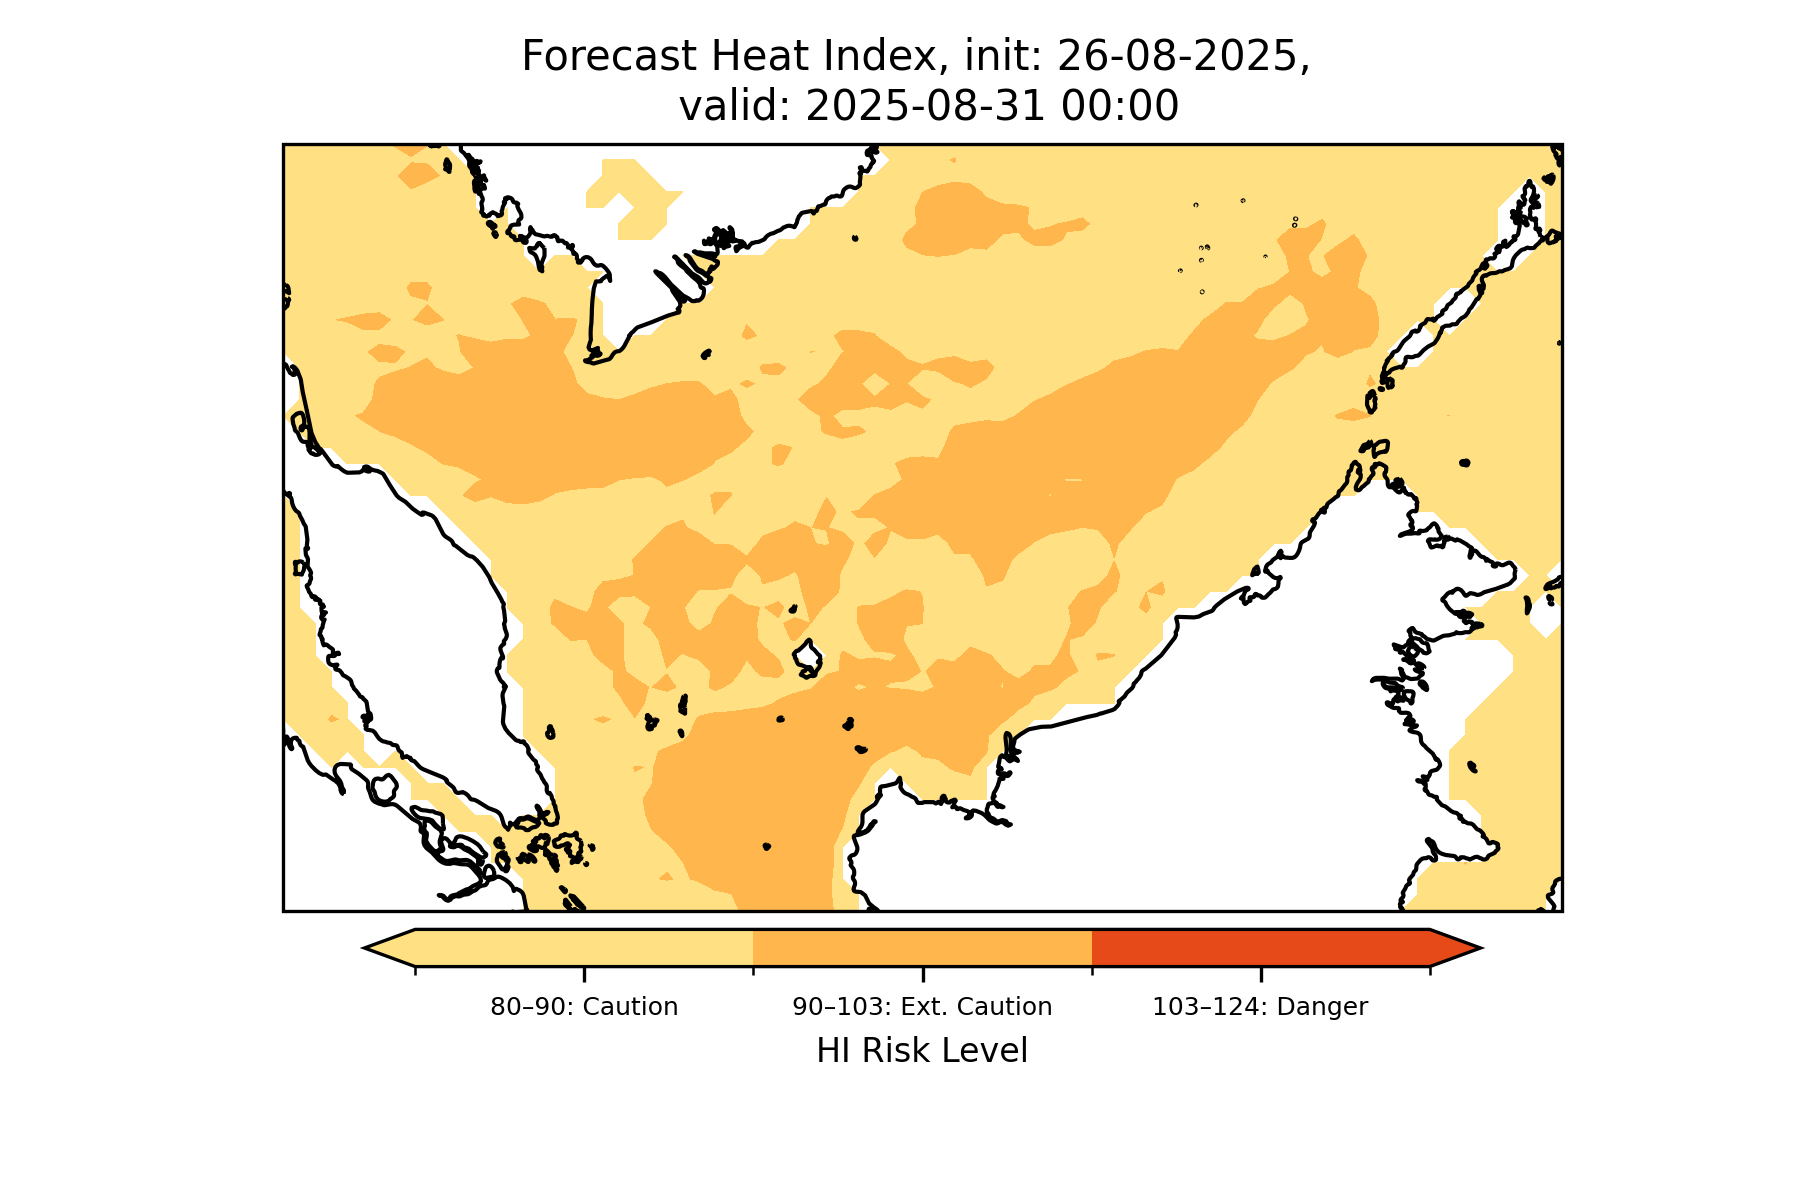 Forecast Heat Index, init: 26-08-2025,
valid: 2025-08-31 00:00
80–90: Caution
90–103: Ext. Caution
103–124: Danger
HI Risk Level